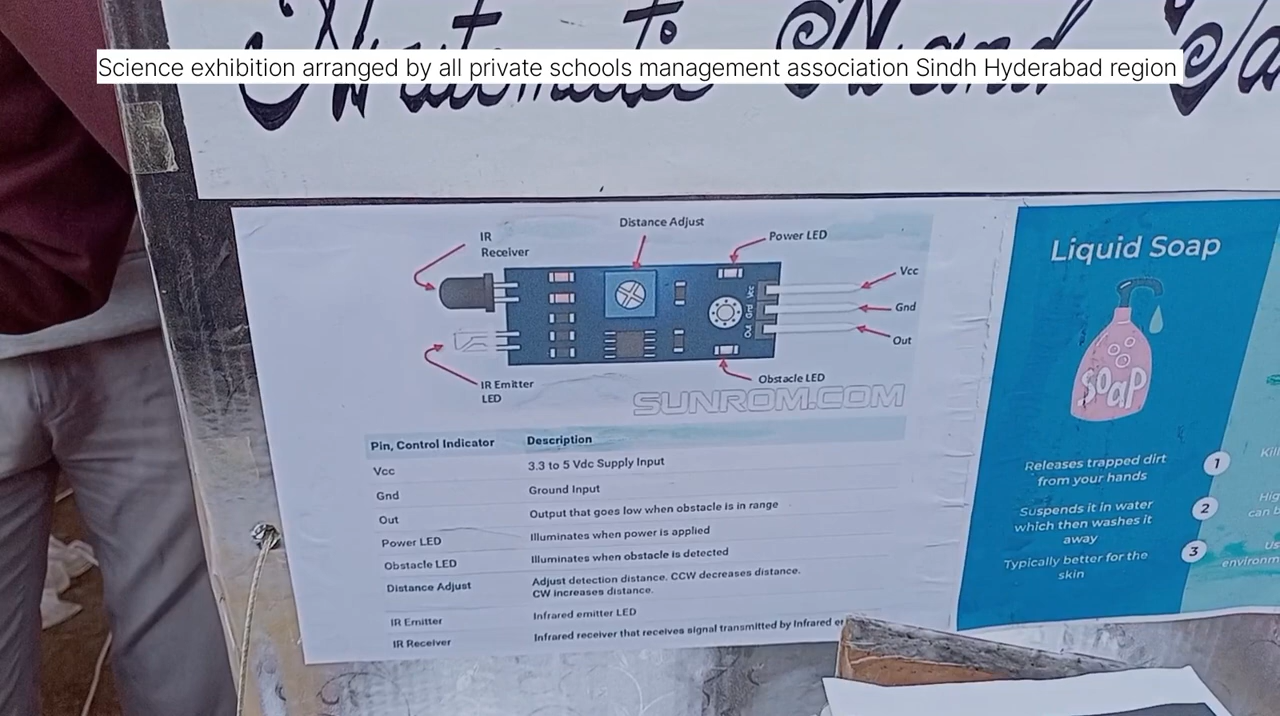 Automatic Hand
Science exhibition arranged by all private schools management association Sindh Hyderabad region
IR
Receiver
Distance Adjust
Power LED
Vcc
Gnd
Out
Vcc
Grd
Out
IR Emitter
LED
Obstacle LED
SUNROM.COM
Pin, Control Indicator Description
Vcc 3.3 to 5 Vdc Supply Input
Gnd Ground Input
Out Output that goes low when obstacle is in range
Power LED Illuminates when power is applied
Obstacle LED Illuminates when obstacle is detected
Distance Adjust Adjust detection distance. CCW decreases distance.
CW increases distance.
IR Emitter Infrared emitter LED
IR Receiver Infrared receiver that receives signal transmitted by Infrared
Liquid Soap
SOAP
Releases trapped dirt
from your hands
1
Suspends it in water
which then washes it
away
2
Typically better for the
skin
3